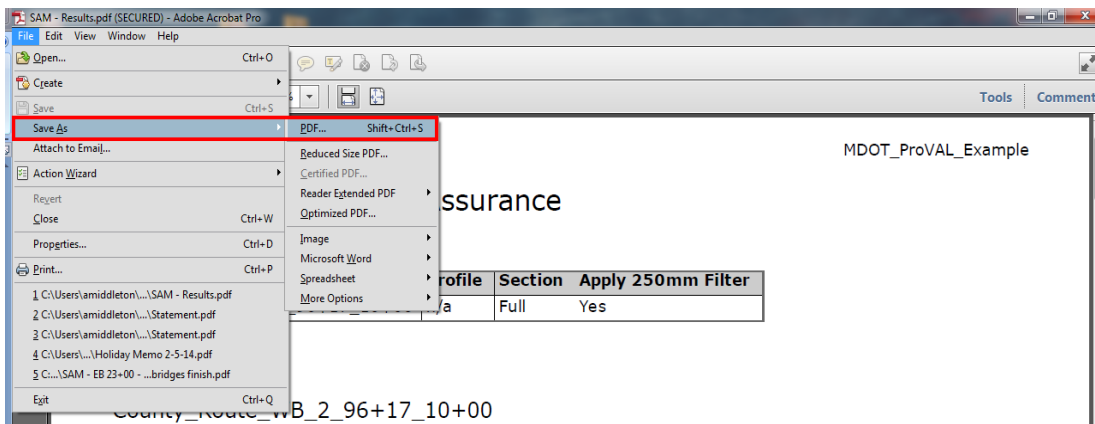 SAM - Results.pdf (SECURED) - Adobe Acrobat Pro
File Edit View Window Help
Open... Ctrl+O
Create
Save Ctrl+S
Tools Comment
Save As
PDF... Shift+Ctrl+S
Attach to Email...
Reduced Size PDF...
MDOT_ProVAL_Example
Action Wizard
Certified PDF...
Revert
Reader Extended PDF
ssurance
Close Ctrl+W
Optimized PDF...
Properties... Ctrl+D
Image
Print... Ctrl+P
Microsoft Word
Spreadsheet
rofile Section Apply 250mm Filter
1 C:\Users\amiddleton\...\SAM - Results.pdf
More Options
/a Full Yes
2 C:\Users\amiddleton\...\Statement.pdf
3 C:\Users\amiddleton\...\Statement.pdf
4 C:\Users\...\Holiday Memo 2-5-14.pdf
5 C:...\SAM - EB 23+00 - ...bridges finish.pdf
Exit Ctrl+Q
County_Route_WB_2_96+17_10+00